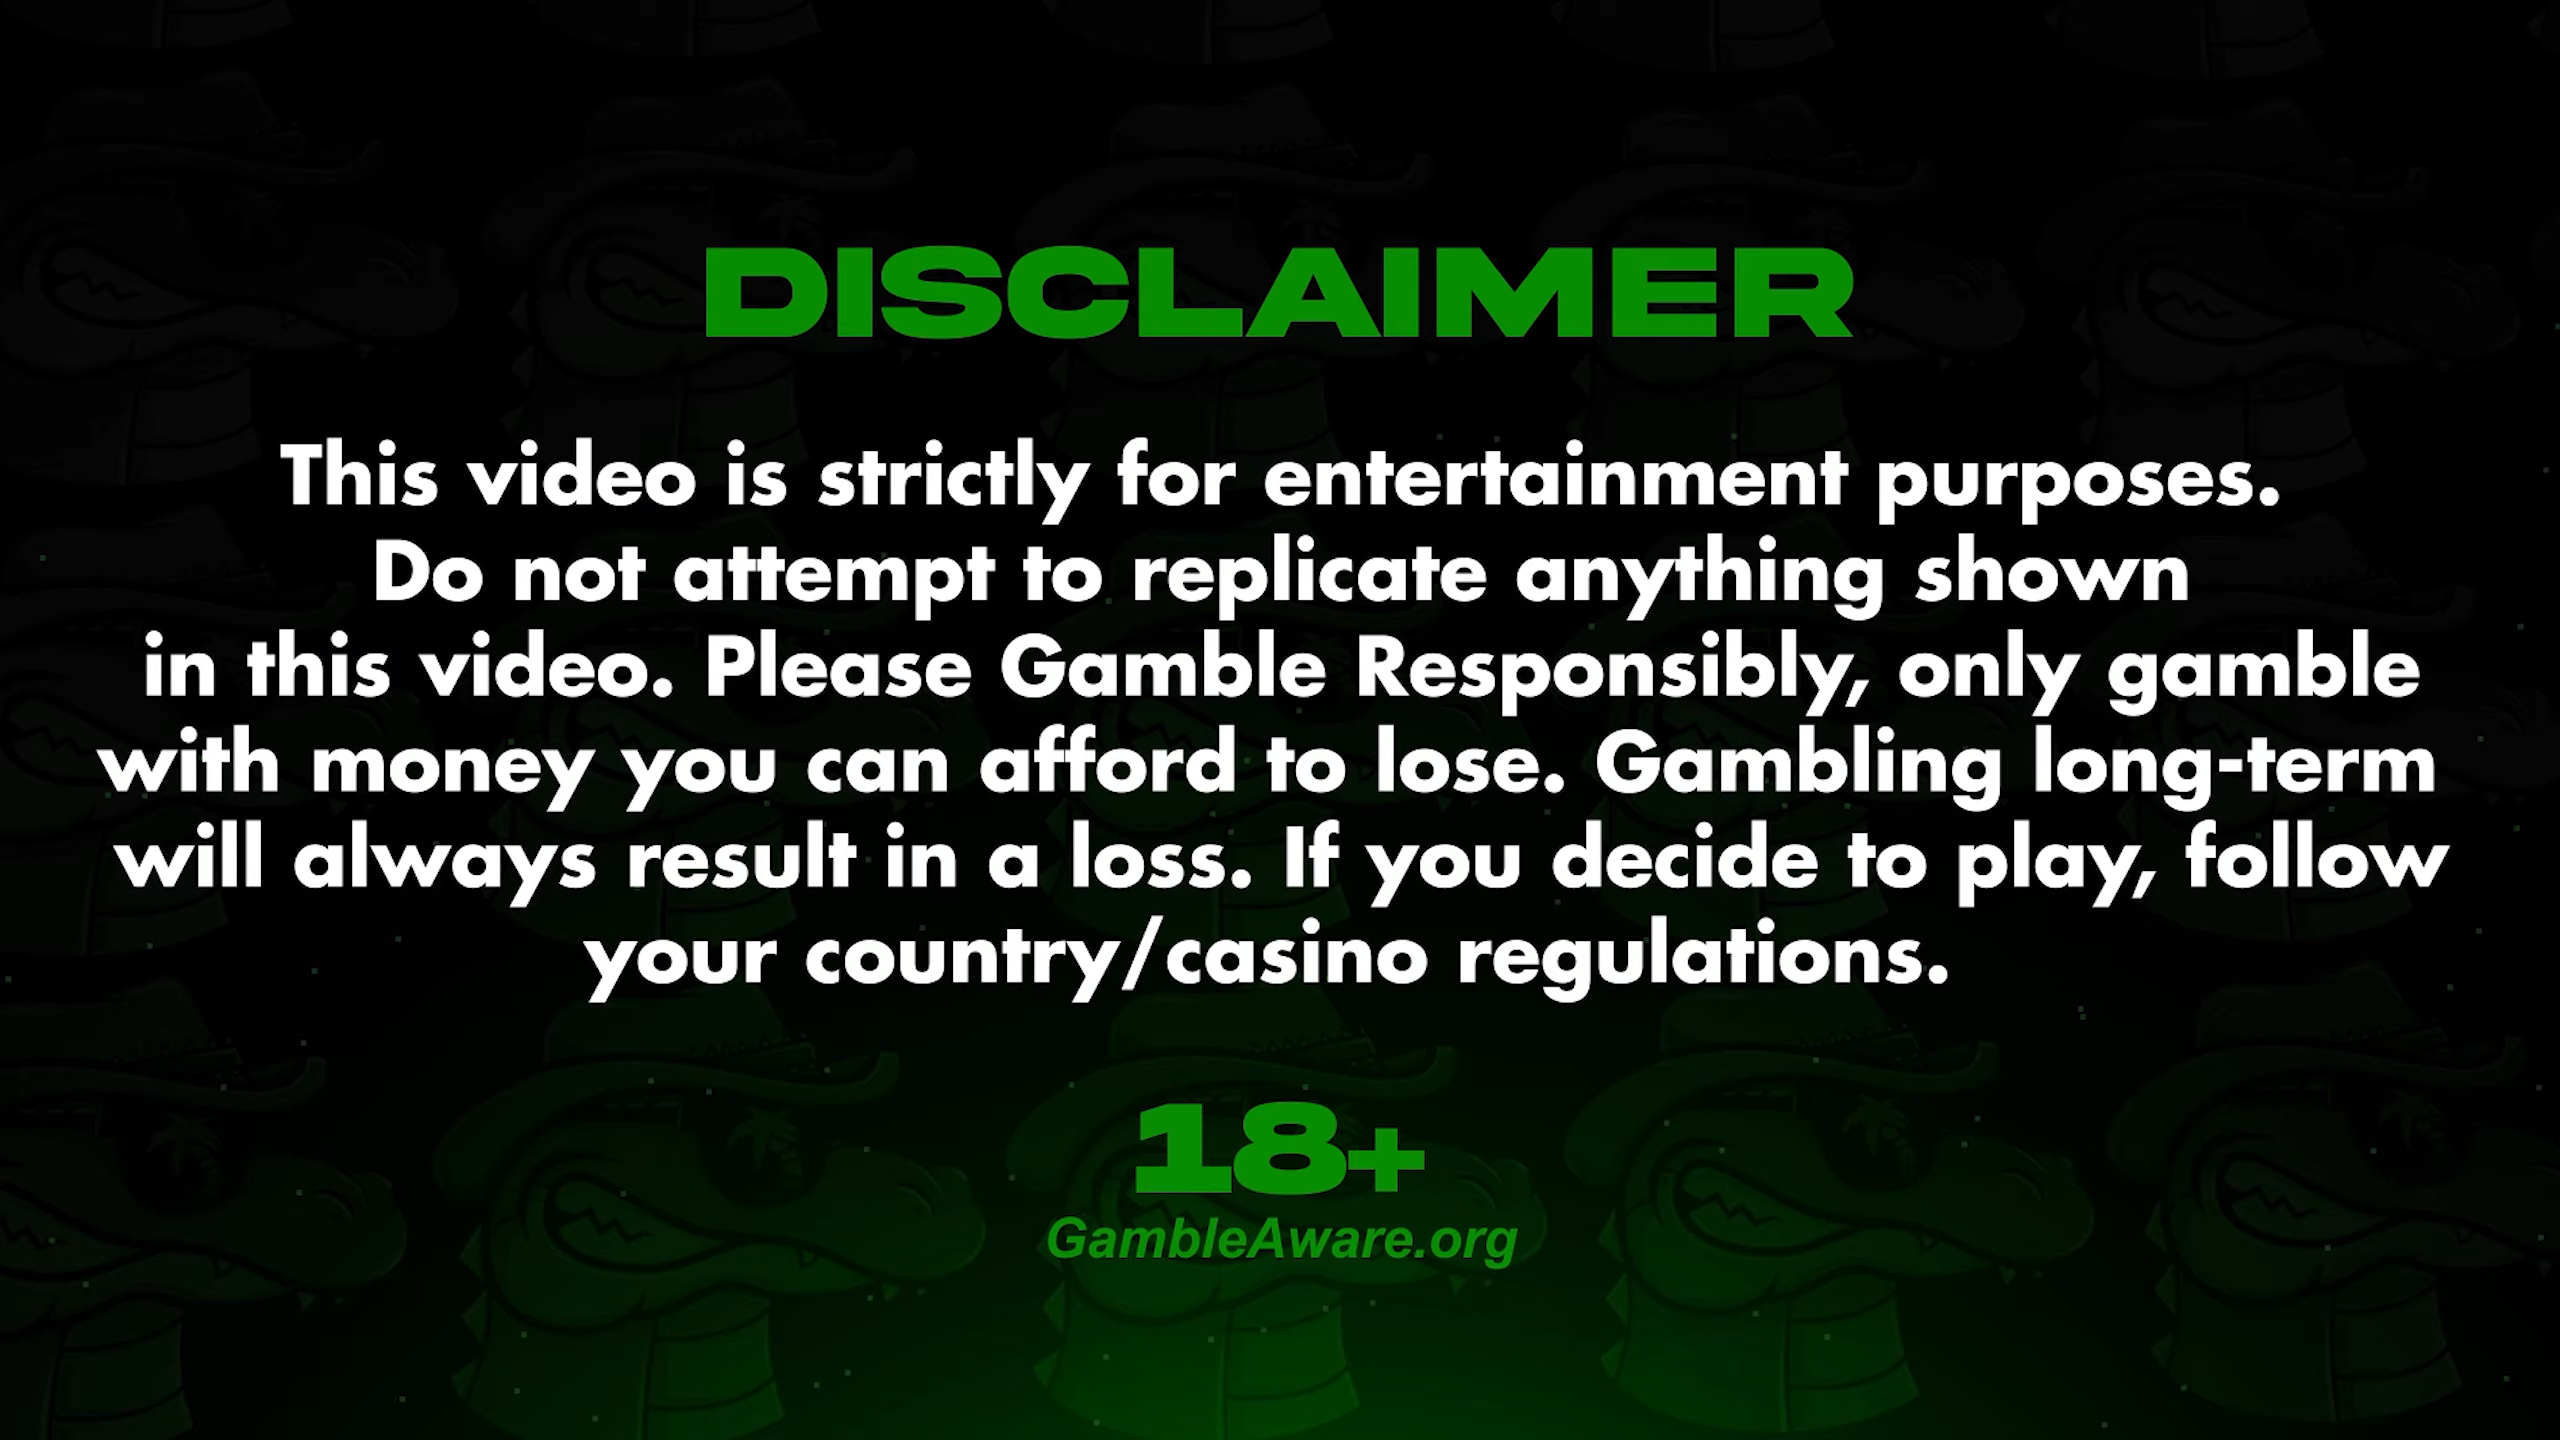 DISCLAIMER
This video is strictly for entertainment purposes.
Do not attempt to replicate anything shown
in this video. Please Gamble Responsibly, only gamble
with money you can afford to lose. Gambling long-term
will always result in a loss. If you decide to play, follow
your country/casino regulations.
18+
GambleAware.org